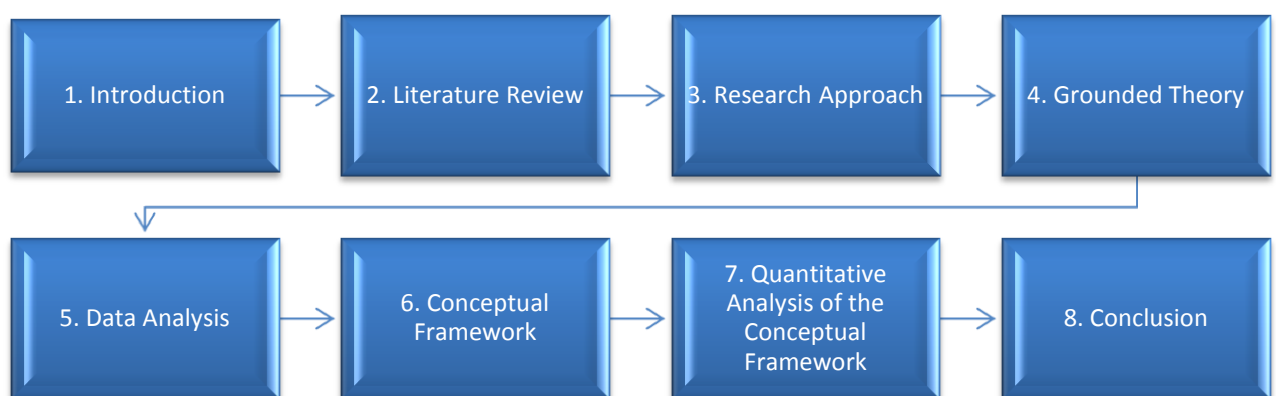 1. Introduction
2. Literature Review
3. Research Approach
4. Grounded Theory
5. Data Analysis
6. Conceptual
Framework
7. Quantitative
Analysis of the
Conceptual
Framework
8. Conclusion